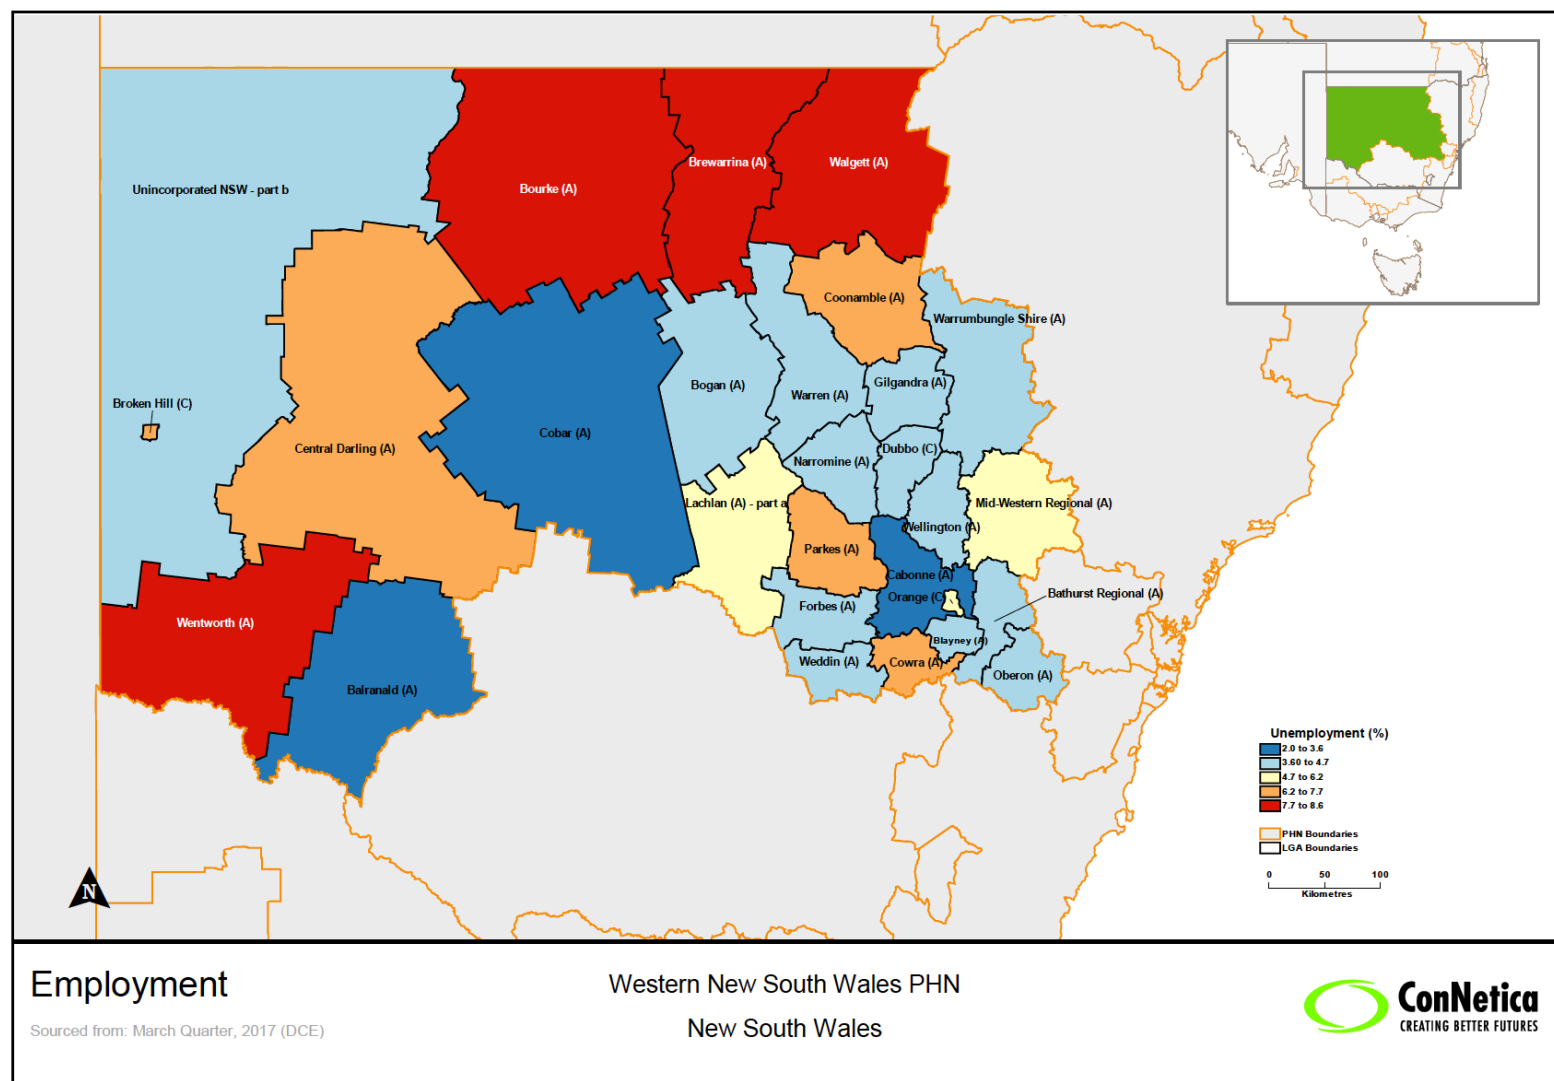 Unincorporated NSW - part b
Bourke (A)
Brewarrina (A)
Walgett (A)
Coonamble (A)
Warrumbungle Shire (A)
Broken Hill (C)
Central Darling (A)
Cobar (A)
Bogan (A)
Warren (A)
Gilgandra (A)
Narromine (A)
Dubbo (C)
Lachlan (A) - part a
Wellington (A)
Mid-Western Regional (A)
Parkes (A)
Cabonne (A)
Orange (C)
Bathurst Regional (A)
Forbes (A)
Blayney (A)
Wentworth (A)
Balranald (A)
Weddin (A)
Cowra (A)
Oberon (A)
Unemployment (%)
2.0 to 3.6
3.60 to 4.7
4.7 to 6.2
6.2 to 7.7
7.7 to 8.6
PHN Boundaries
LGA Boundaries
0 50 100
Kilometres
N
Employment
Sourced from: March Quarter, 2017 (DCE)
Western New South Wales PHN
New South Wales
ConNetica
CREATING BETTER FUTURES